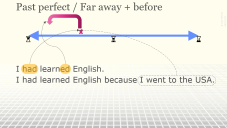 Past perfect / Far away + before
I had learned English.
I had learned English because I went to the USA.